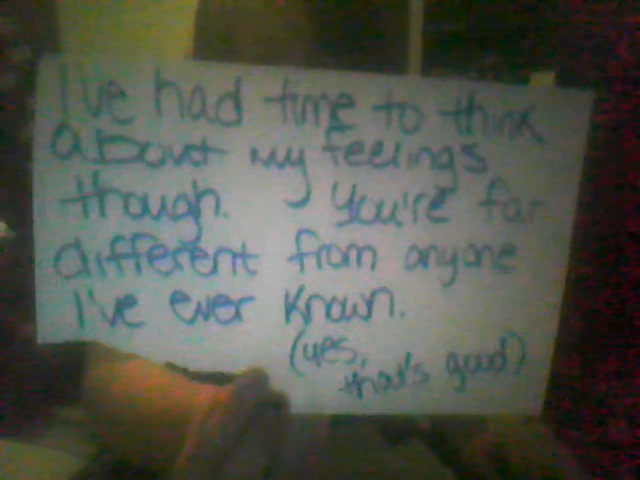 I've had time to think
about my feelings
though. You're far
different from anyone
I've ever known.
(yes,
that's good)